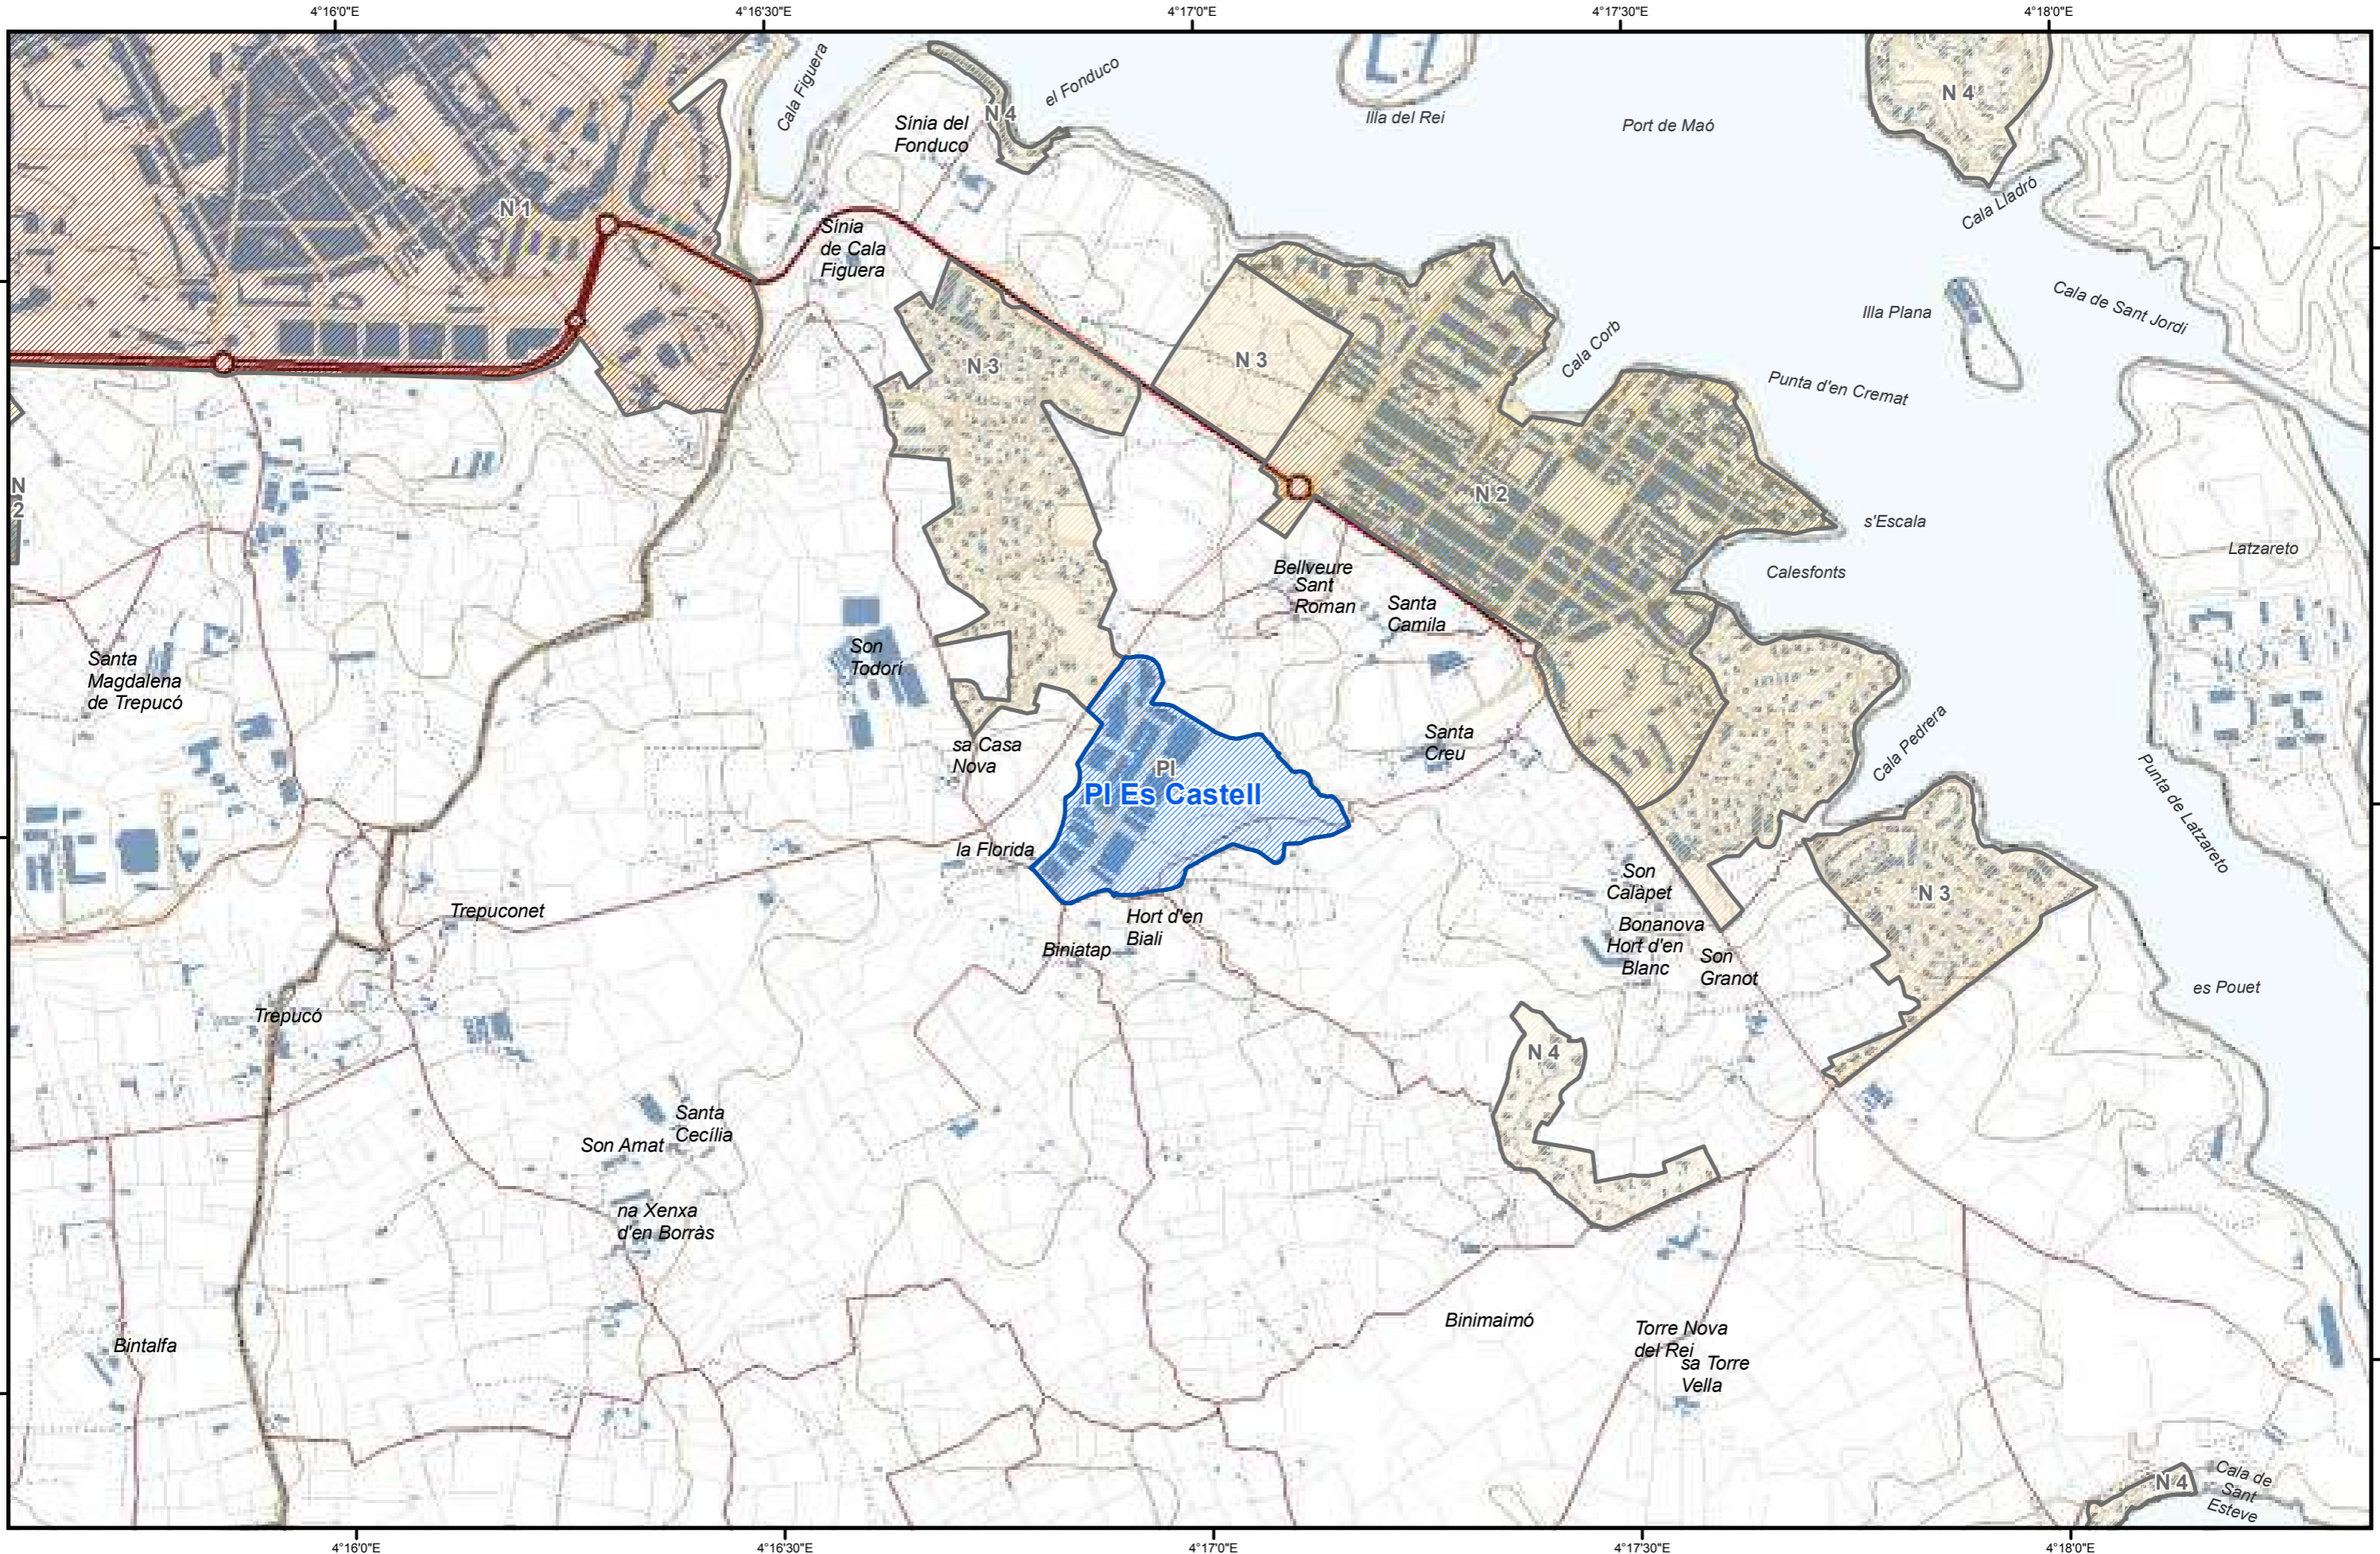 4°16'0"E
4°16'30"E
4°17'0"E
4°17'30"E
4°18'0"E
Cala Figuera
el Fonduco
N 4
Sínia del
Fonduco
Illa del Rei
Port de Maó
N 4
Cala Lladró
N 1
Sínia
de Cala
Figuera
Illa Plana
Cala de Sant Jordi
N 3
N 3
Cala Corb
Punta d'en Cremat
N
2
N 2
s'Escala
Latzareto
Calesfonts
Bellveure
Sant
Roman
Santa
Camila
Santa
Magdalena
de Trepucó
Son
Todorí
sa Casa
Nova
Santa
Creu
Cala Pedrera
Punta de Latzareto
PI
PI Es Castell
la Florida
Son
Calàpet
N 3
Trepuconet
Hort d'en
Biali
Biniatap
Bonanova
Hort d'en
Blanc
Son
Granot
es Pouet
Trepucó
N 4
Santa
Cecília
Son Amat
na Xenxa
d'en Borràs
Bintalfa
Binimaimó
Torre Nova
del Rei
sa Torre
Vella
N 4
Cala de
Sant
Esteve
4°16'0"E
4°16'30"E
4°17'0"E
4°17'30"E
4°18'0"E